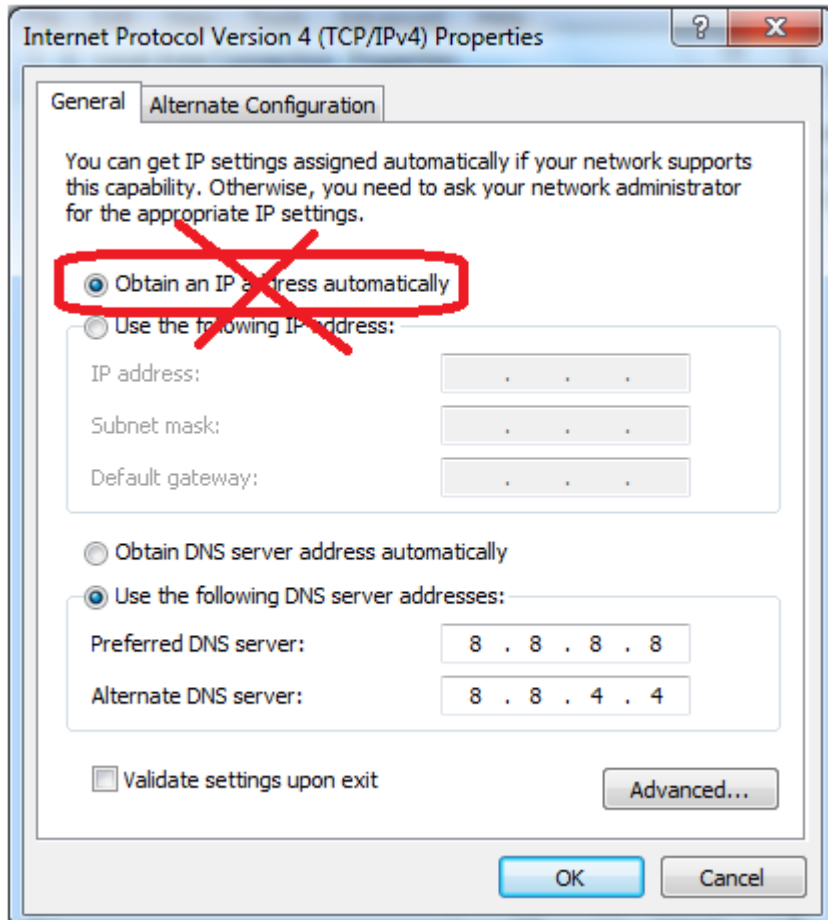 Internet Protocol Version 4 (TCP/IPv4) Properties
General
Alternate Configuration
You can get IP settings assigned automatically if your network supports
this capability. Otherwise, you need to ask your network administrator
for the appropriate IP settings.
Obtain an IP address automatically
Use the following IP address:
IP address:
. . .
Subnet mask:
. . .
Default gateway:
. . .
Obtain DNS server address automatically
Use the following DNS server addresses:
Preferred DNS server:
8 . 8 . 8 . 8
Alternate DNS server:
8 . 8 . 4 . 4
Validate settings upon exit
Advanced...
OK
Cancel